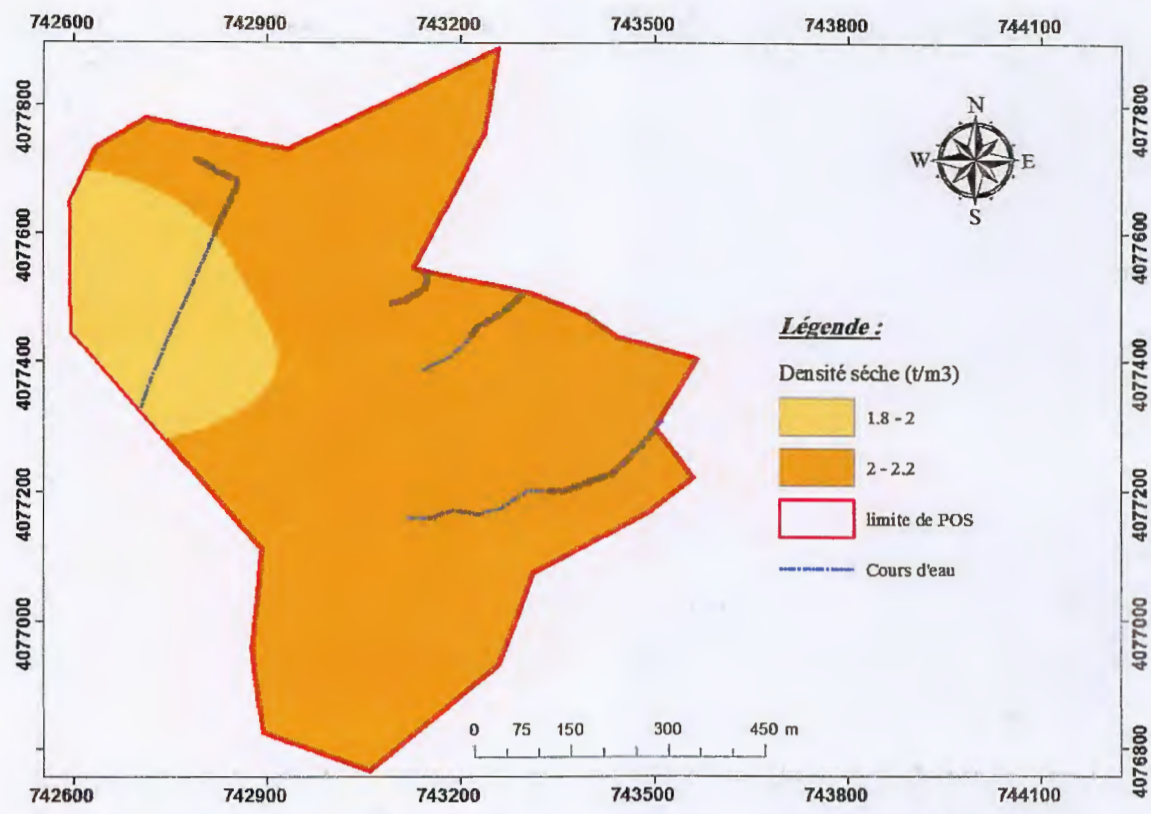 742600 742900 743200 743500 743800 744100
4077800 4077600 4077400 4077200 4077000
N
W E
S
4077800 4077600 4077400 4077200 4077000 4076800
Légende :
Densité séche (t/m3)
1.8 - 2
2 - 2.2
limite de POS
Cours d'eau
0 75 150 300 450 m
742600 742900 743200 743500 743800 744100